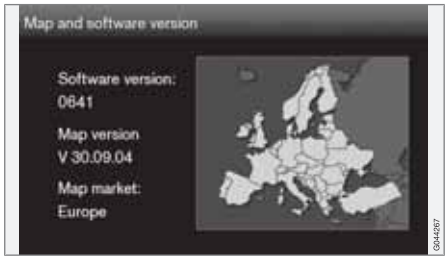 Map and software version
Software version:
0641
Map version
V 30.09.04
Map market:
Europe
G044267